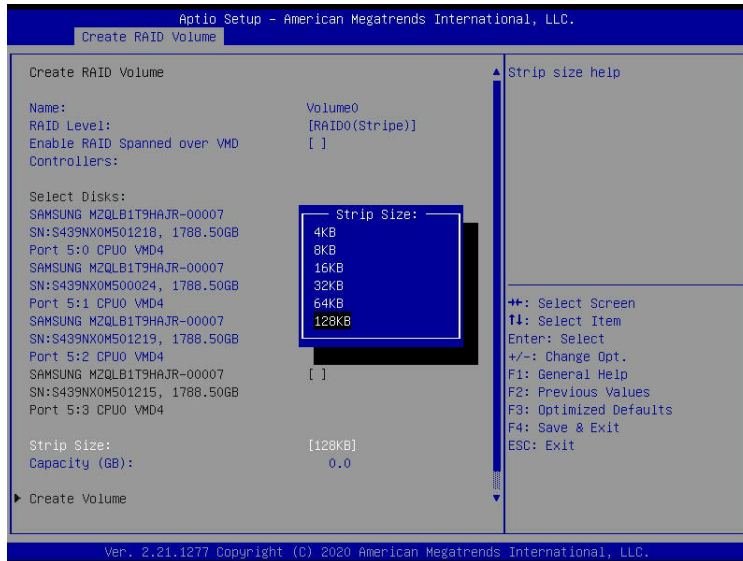 Aptio Setup – American Megatrends International, LLC.
Create RAID Volume
Create RAID Volume
Name: Volume0
RAID Level: [RAID0(Stripe)]
Enable RAID Spanned over VMD [ ]
Controllers:
Select Disks:
SAMSUNG MZQLB1T9HAJR-00007
SN:S439NX0M501218, 1788.50GB
Port 5:0 CPU0 VMD4
SAMSUNG MZQLB1T9HAJR-00007
SN:S439NX0M500024, 1788.50GB
Port 5:1 CPU0 VMD4
SAMSUNG MZQLB1T9HAJR-00007
SN:S439NX0M501219, 1788.50GB
Port 5:2 CPU0 VMD4
SAMSUNG MZQLB1T9HAJR-00007 [ ]
SN:S439NX0M501215, 1788.50GB
Port 5:3 CPU0 VMD4
Strip Size: [128KB]
Capacity (GB): 0.0
Create Volume
Strip Size:
4KB
8KB
16KB
32KB
64KB
128KB
Strip size help
→←: Select Screen
↑↓: Select Item
Enter: Select
+/-: Change Opt.
F1: General Help
F2: Previous Values
F3: Optimized Defaults
F4: Save & Exit
ESC: Exit
Ver. 2.21.1277 Copyright (C) 2020 American Megatrends International, LLC.